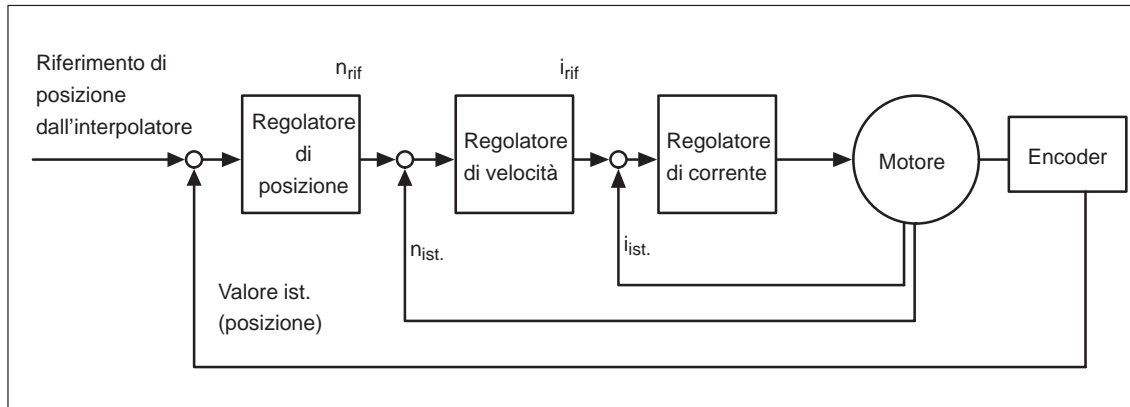 Riferimento di
posizione
dall'interpolatore
n_rif
i_rif
Regolatore
di
posizione
Regolatore
di velocità
Regolatore
di corrente
Motore
Encoder
n_ist.
i_ist.
Valore ist.
(posizione)